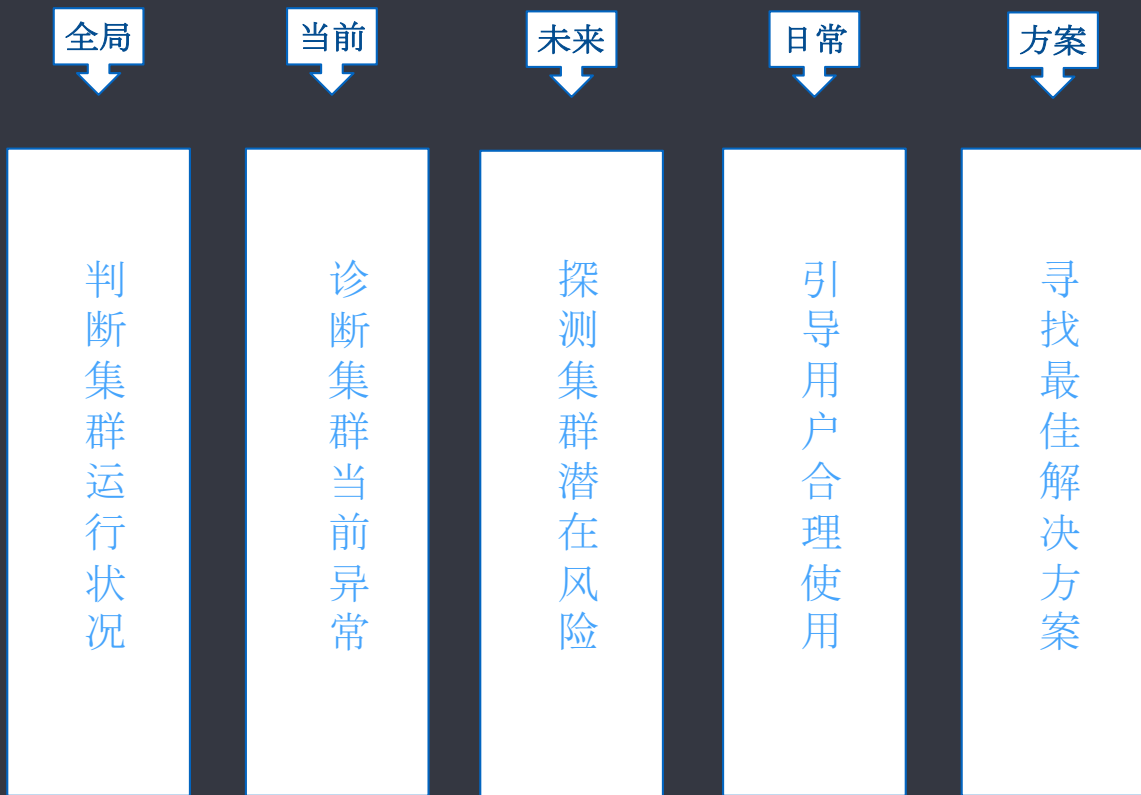 全局
当前
未来
日常
方案
判断集群运行状况
诊断集群当前异常
探测集群潜在风险
引导用户合理使用
寻找最佳解决方案